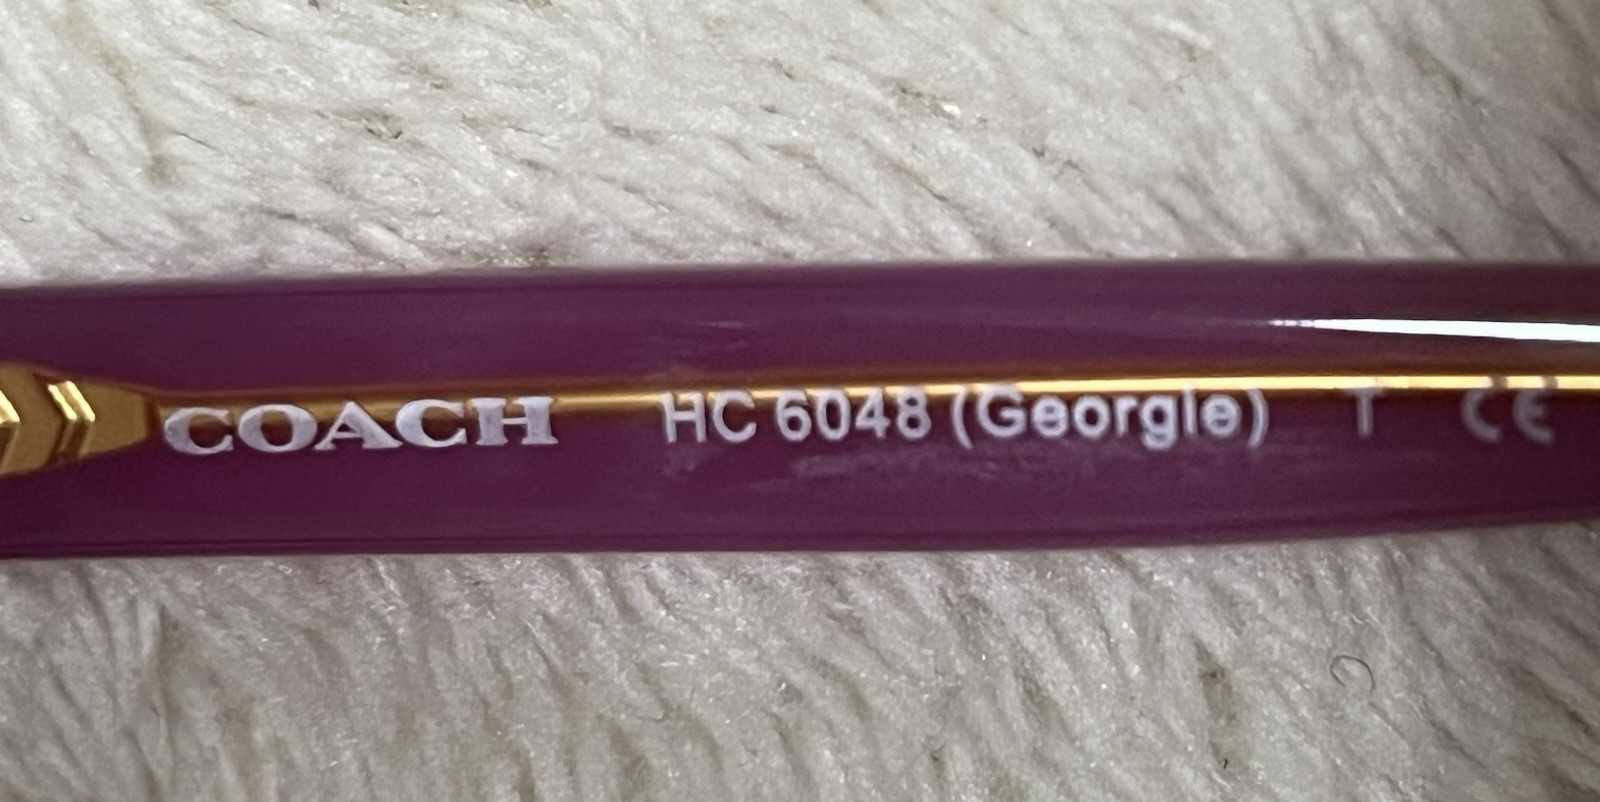 COACH HC 6048 (Georgie) T CE